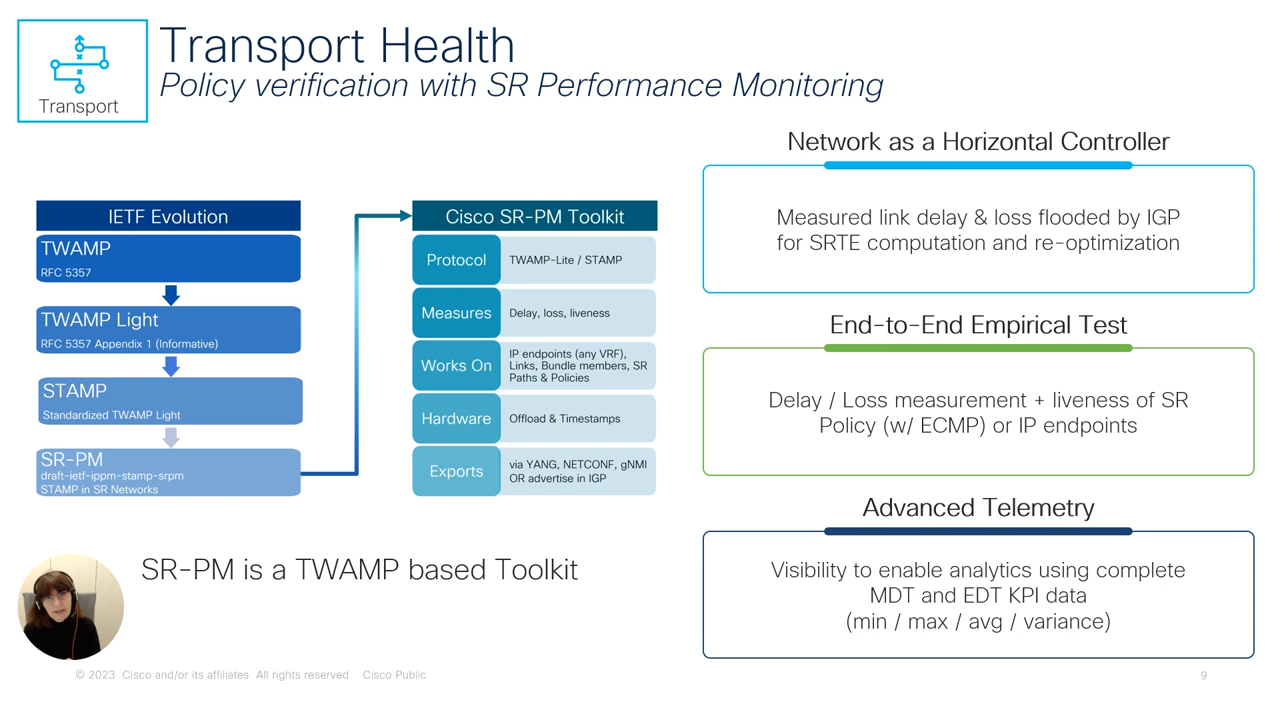 Transport
Transport Health
Policy verification with SR Performance Monitoring
IETF Evolution
TWAMP
RFC 5357
TWAMP Light
RFC 5357 Appendix 1 (Informative)
STAMP
Standardized TWAMP Light
SR-PM
draft-ietf-ippm-stamp-srpm
STAMP in SR Networks
Cisco SR-PM Toolkit
Protocol
TWAMP-Lite / STAMP
Measures
Delay, loss, liveness
Works On
IP endpoints (any VRF),
Links, Bundle members, SR
Paths & Policies
Hardware
Offload & Timestamps
Exports
via YANG, NETCONF, gNMI
OR advertise in IGP
SR-PM is a TWAMP based Toolkit
Network as a Horizontal Controller
Measured link delay & loss flooded by IGP
for SRTE computation and re-optimization
End-to-End Empirical Test
Delay / Loss measurement + liveness of SR
Policy (w/ ECMP) or IP endpoints
Advanced Telemetry
Visibility to enable analytics using complete
MDT and EDT KPI data
(min / max / avg / variance)
© 2023 Cisco and/or its affiliates. All rights reserved. Cisco Public
9